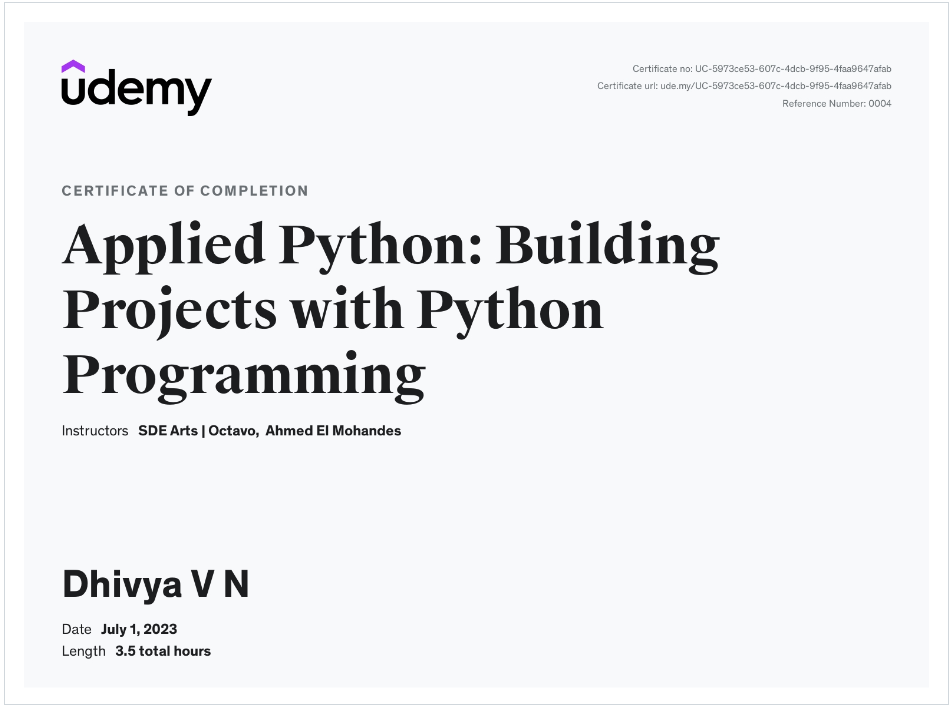 udemy
Certificate no: UC-5973ce53-607c-4dcb-9f95-4faa9647afab
Certificate url: ude.my/UC-5973ce53-607c-4dcb-9f95-4faa9647afab
Reference Number: 0004
CERTIFICATE OF COMPLETION
Applied Python: Building
Projects with Python
Programming
Instructors SDE Arts | Octavo, Ahmed El Mohandes
Dhivya V N
Date July 1, 2023
Length 3.5 total hours